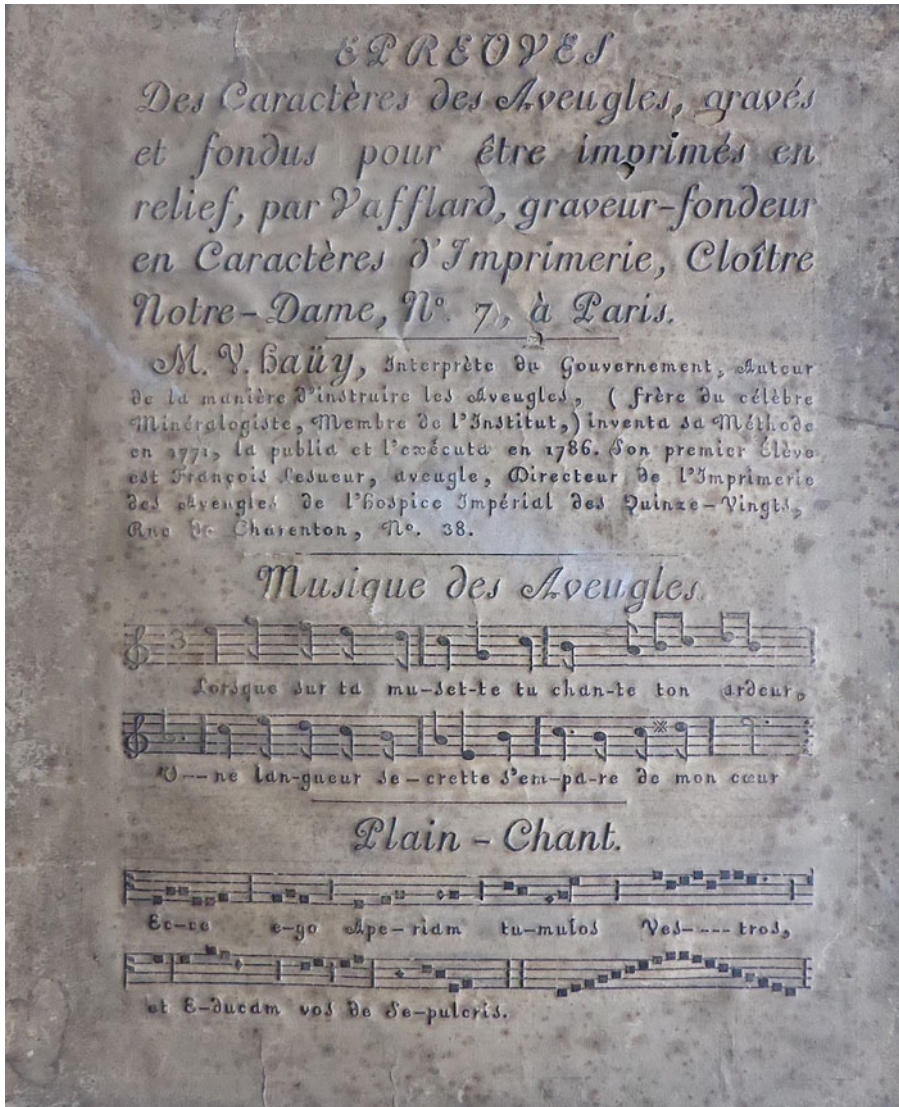 EPREUVES
Des Caractères des Aveugles, gravés
et fondus pour être imprimés en
relief, par Vafflard, graveur-fondeur
en Caractères d'Imprimerie, Cloître
Notre-Dame, N°. 7, à Paris.
M. V. haüy, Interprète du Gouvernement, Auteur
de la manière d'instruire les Aveugles, ( frère du célèbre
Minéralogiste, Membre de l'Institut,) inventa sa Méthode
en 1771, la publia et l'exécuta en 1786. Son premier élève
est François Lesueur, aveugle, Directeur de l'Imprimerie
des Aveugles de l'hospice Impérial des Quinze-Vingts,
Rue de Charenton, N°. 38.
Musique des Aveugles
3
Lorsque sur ta mu-set-te tu chan-te ton ardeur,
U--ne lan-gueur se-crette s'em-pa-re de mon cœur
Plain-Chant.
Ec-ce e-go Ape-riam tu-mulos Ves----tros,
et E-ducam vos de Se-pulcris.